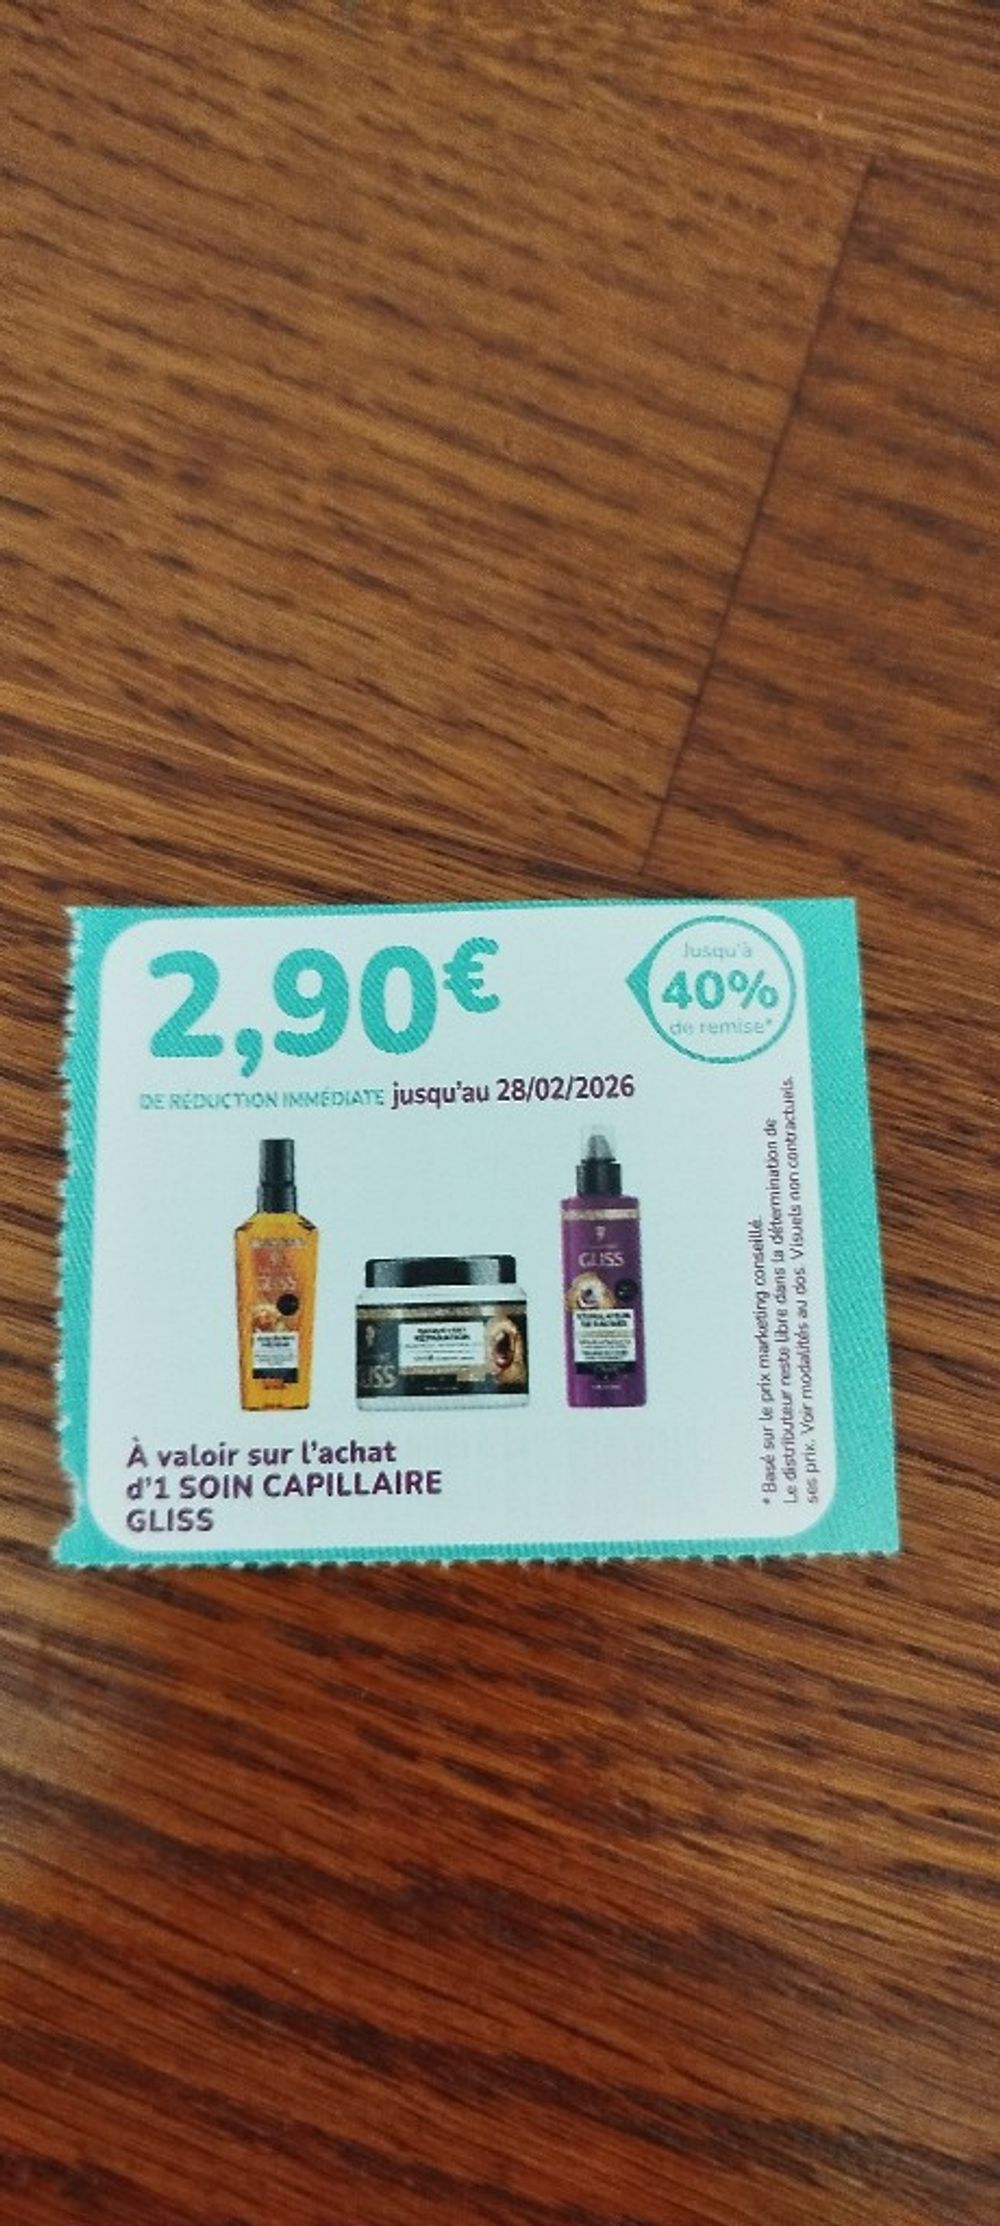 2,90€
Jusqu'à
40%
de remise*
DE RÉDUCTION IMMÉDIATE jusqu'au 28/02/2026
GLISS
GLISS
RÉPARATION
À valoir sur l'achat
d'1 SOIN CAPILLAIRE
GLISS
* Basé sur le prix marketing conseillé.
Le distributeur reste libre dans la détermination de
ses prix. Voir modalités au dos. Visuels non contractuels.